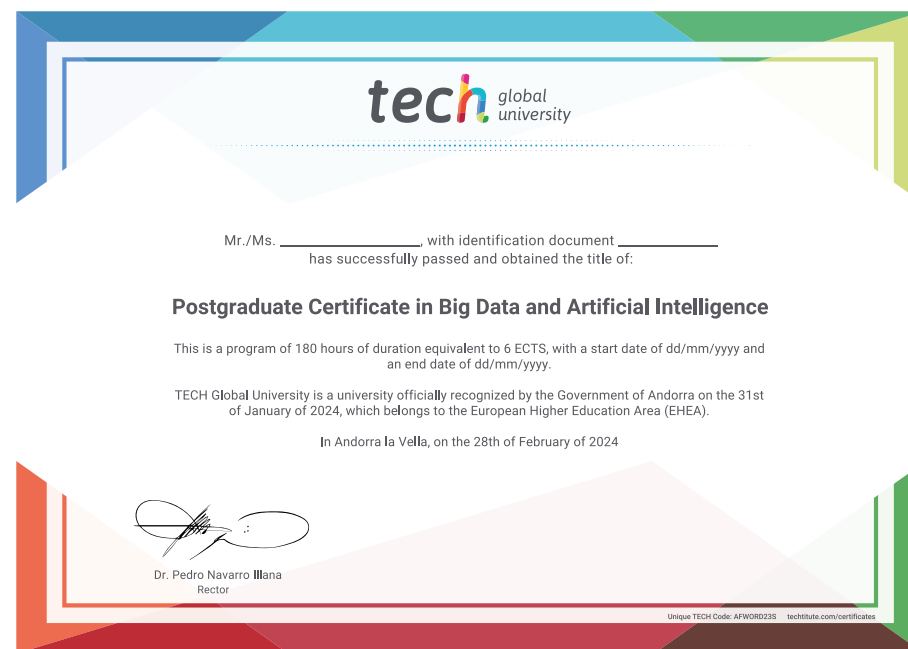 tech global university
Mr./Ms. ____________________, with identification document ______________
has successfully passed and obtained the title of:
Postgraduate Certificate in Big Data and Artificial Intelligence
This is a program of 180 hours of duration equivalent to 6 ECTS, with a start date of dd/mm/yyyy and
an end date of dd/mm/yyyy.
TECH Global University is a university officially recognized by the Government of Andorra on the 31st
of January of 2024, which belongs to the European Higher Education Area (EHEA).
In Andorra la Vella, on the 28th of February of 2024
Dr. Pedro Navarro Illana
Rector
Unique TECH Code: AFWORD23S techtitute.com/certificates